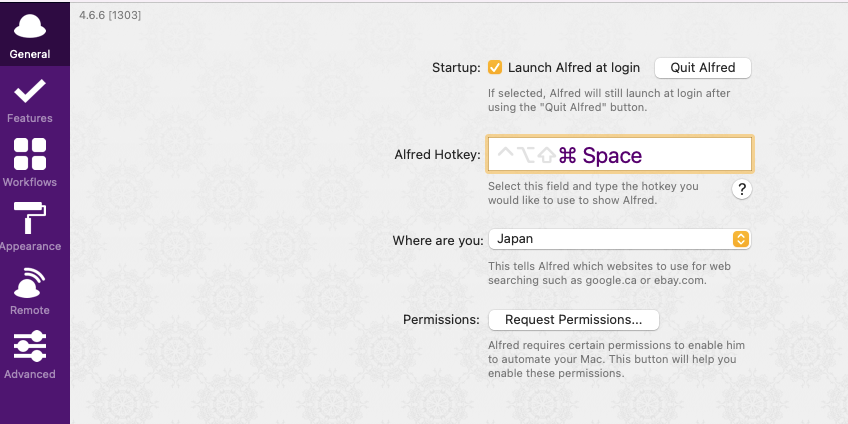 4.6.6 [1303]
General
Features
Workflows
Appearance
Remote
Advanced
Startup: Launch Alfred at login Quit Alfred
If selected, Alfred will still launch at login after
using the "Quit Alfred" button.
Alfred Hotkey: ^⌥⇧⌘ Space
Select this field and type the hotkey you
would like to use to show Alfred.
?
Where are you: Japan
This tells Alfred which websites to use for web
searching such as google.ca or ebay.com.
Permissions: Request Permissions...
Alfred requires certain permissions to enable him
to automate your Mac. This button will help you
enable these permissions.